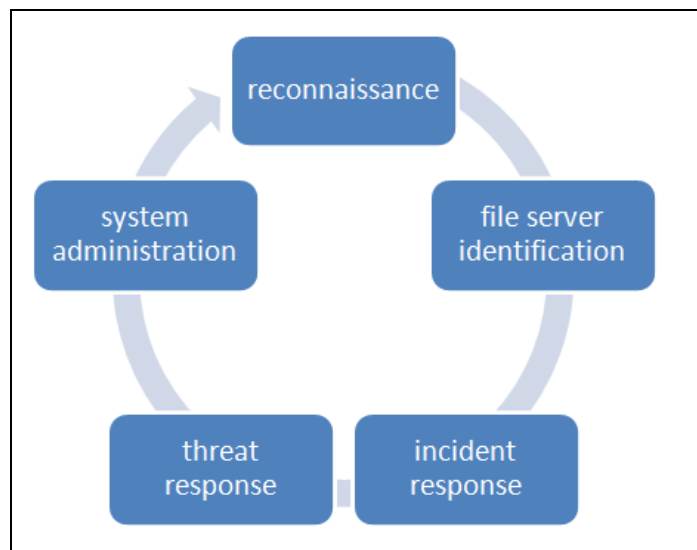 reconnaissance
file server
identification
incident
response
threat
response
system
administration